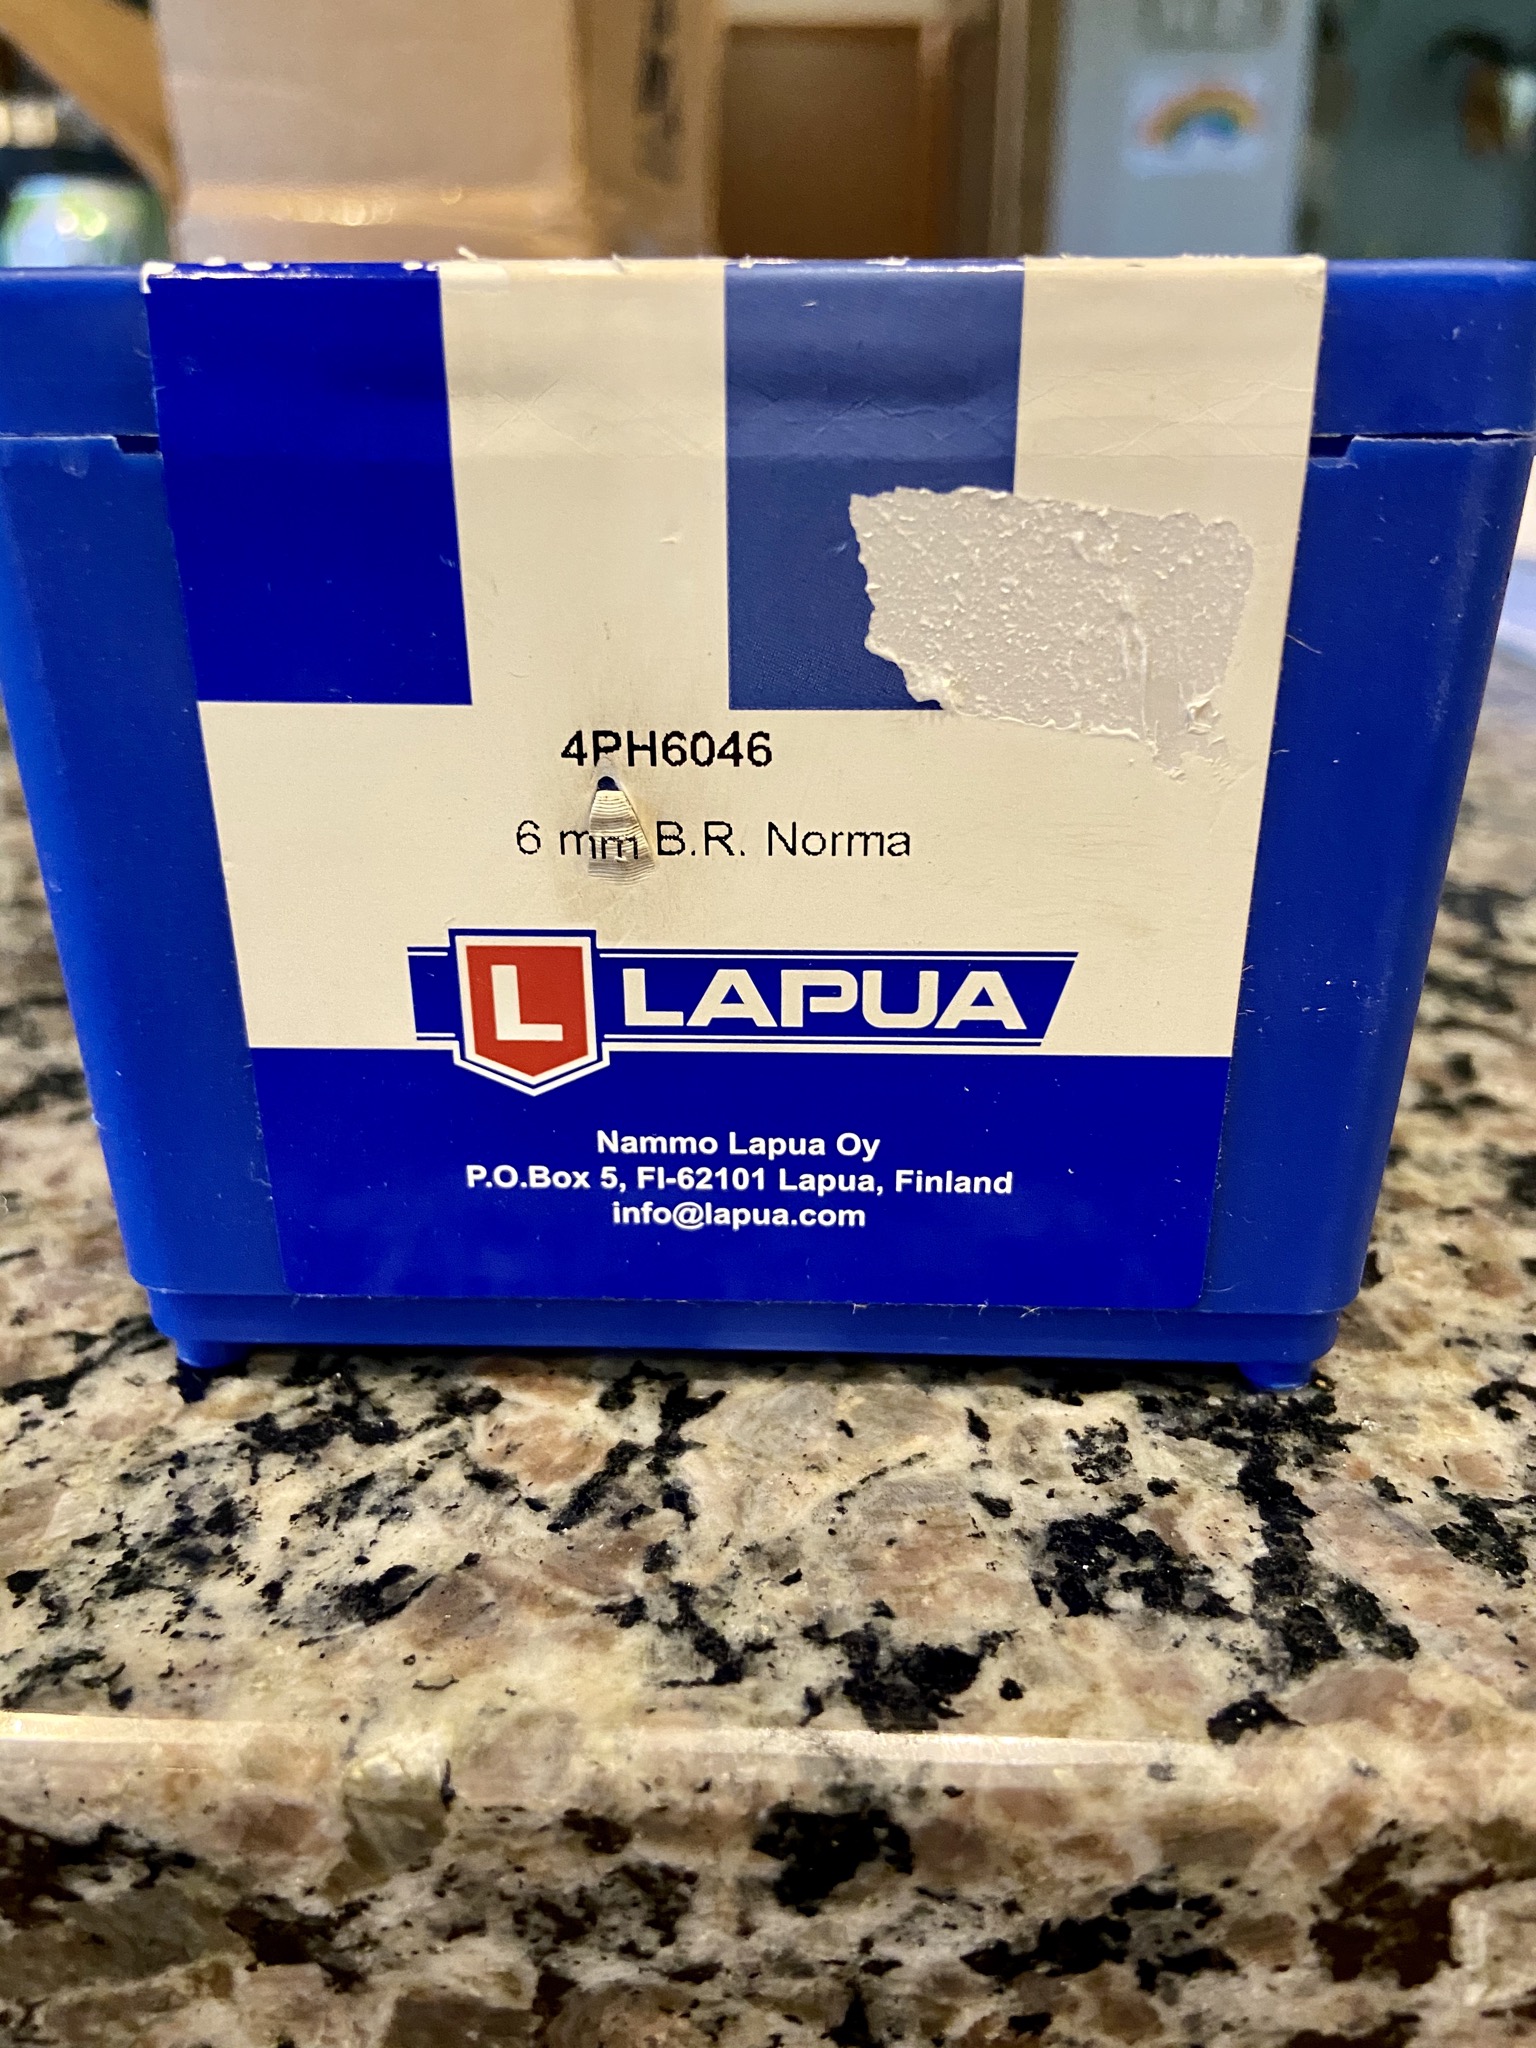 4PH6046
6 mm B.R. Norma
L LAPUA
Nammo Lapua Oy
P.O.Box 5, FI-62101 Lapua, Finland
info@lapua.com